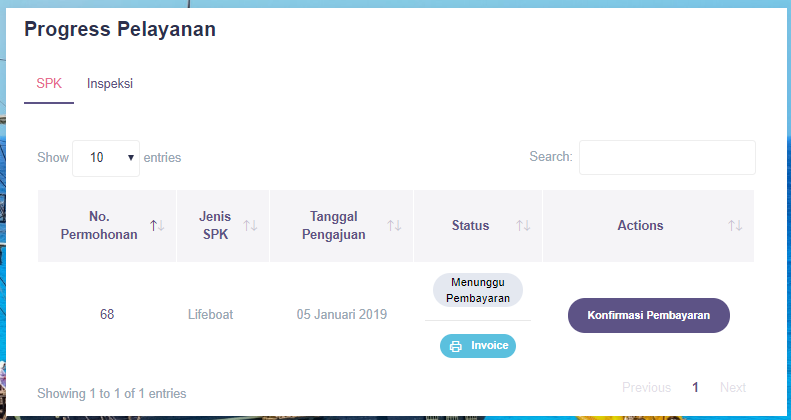 Progress Pelayanan
SPK Inspeksi
Show 10 entries Search:
No. Permohonan Jenis SPK Tanggal Pengajuan Status Actions
68 Lifeboat 05 Januari 2019 Menunggu Pembayaran Konfirmasi Pembayaran
Invoice
Showing 1 to 1 of 1 entries Previous 1 Next